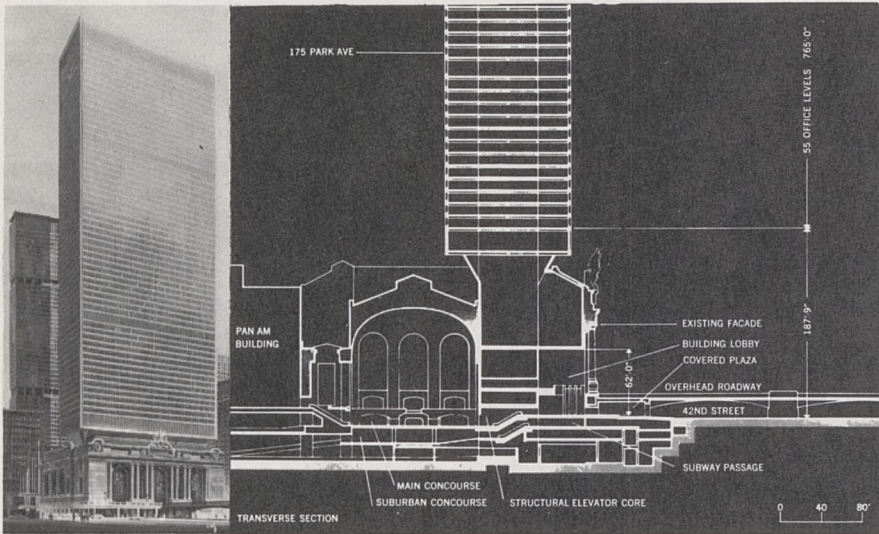 175 PARK AVE
55 OFFICE LEVELS 765'-0"
PAN AM
BUILDING
EXISTING FACADE
BUILDING LOBBY
COVERED PLAZA
OVERHEAD ROADWAY
42ND STREET
62'-0"
187'-9"
SUBWAY PASSAGE
MAIN CONCOURSE
SUBURBAN CONCOURSE
STRUCTURAL ELEVATOR CORE
TRANSVERSE SECTION
0 40 80'